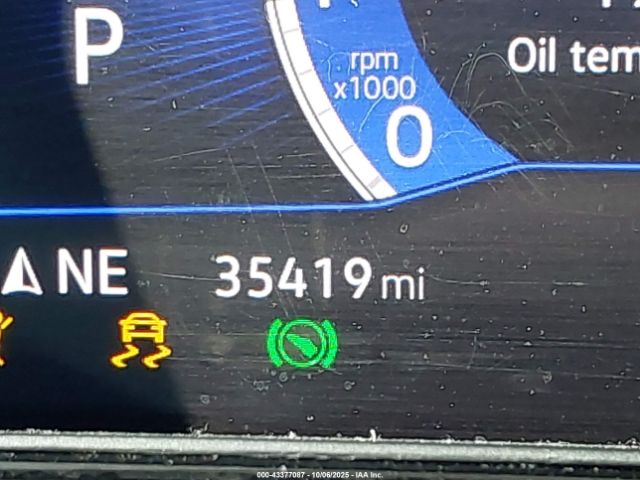 P
rpm
x1000
0
Oil tem
NE
35419 mi
000-43377087 - 10/06/2025 - IAA Inc.